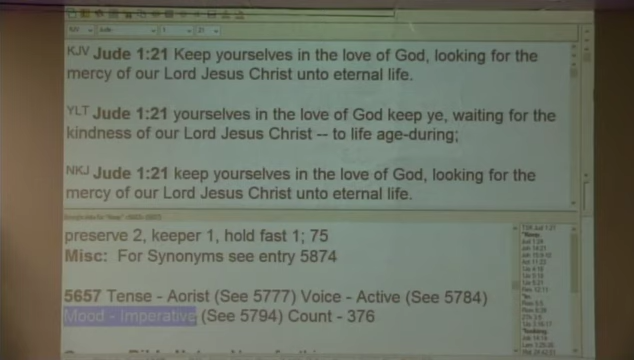 KJV Jude 1 21
KJV Jude 1:21 Keep yourselves in the love of God, looking for the
mercy of our Lord Jesus Christ unto eternal life.
YLT Jude 1:21 yourselves in the love of God keep ye, waiting for the
kindness of our Lord Jesus Christ -- to life age-during;
NKJ Jude 1:21 keep yourselves in the love of God, looking for the
mercy of our Lord Jesus Christ unto eternal life.
preserve 2, keeper 1, hold fast 1; 75
Misc: For Synonyms see entry 5874
5657 Tense - Aorist (See 5777) Voice - Active (See 5784)
Mood - Imperative (See 5794) Count - 376